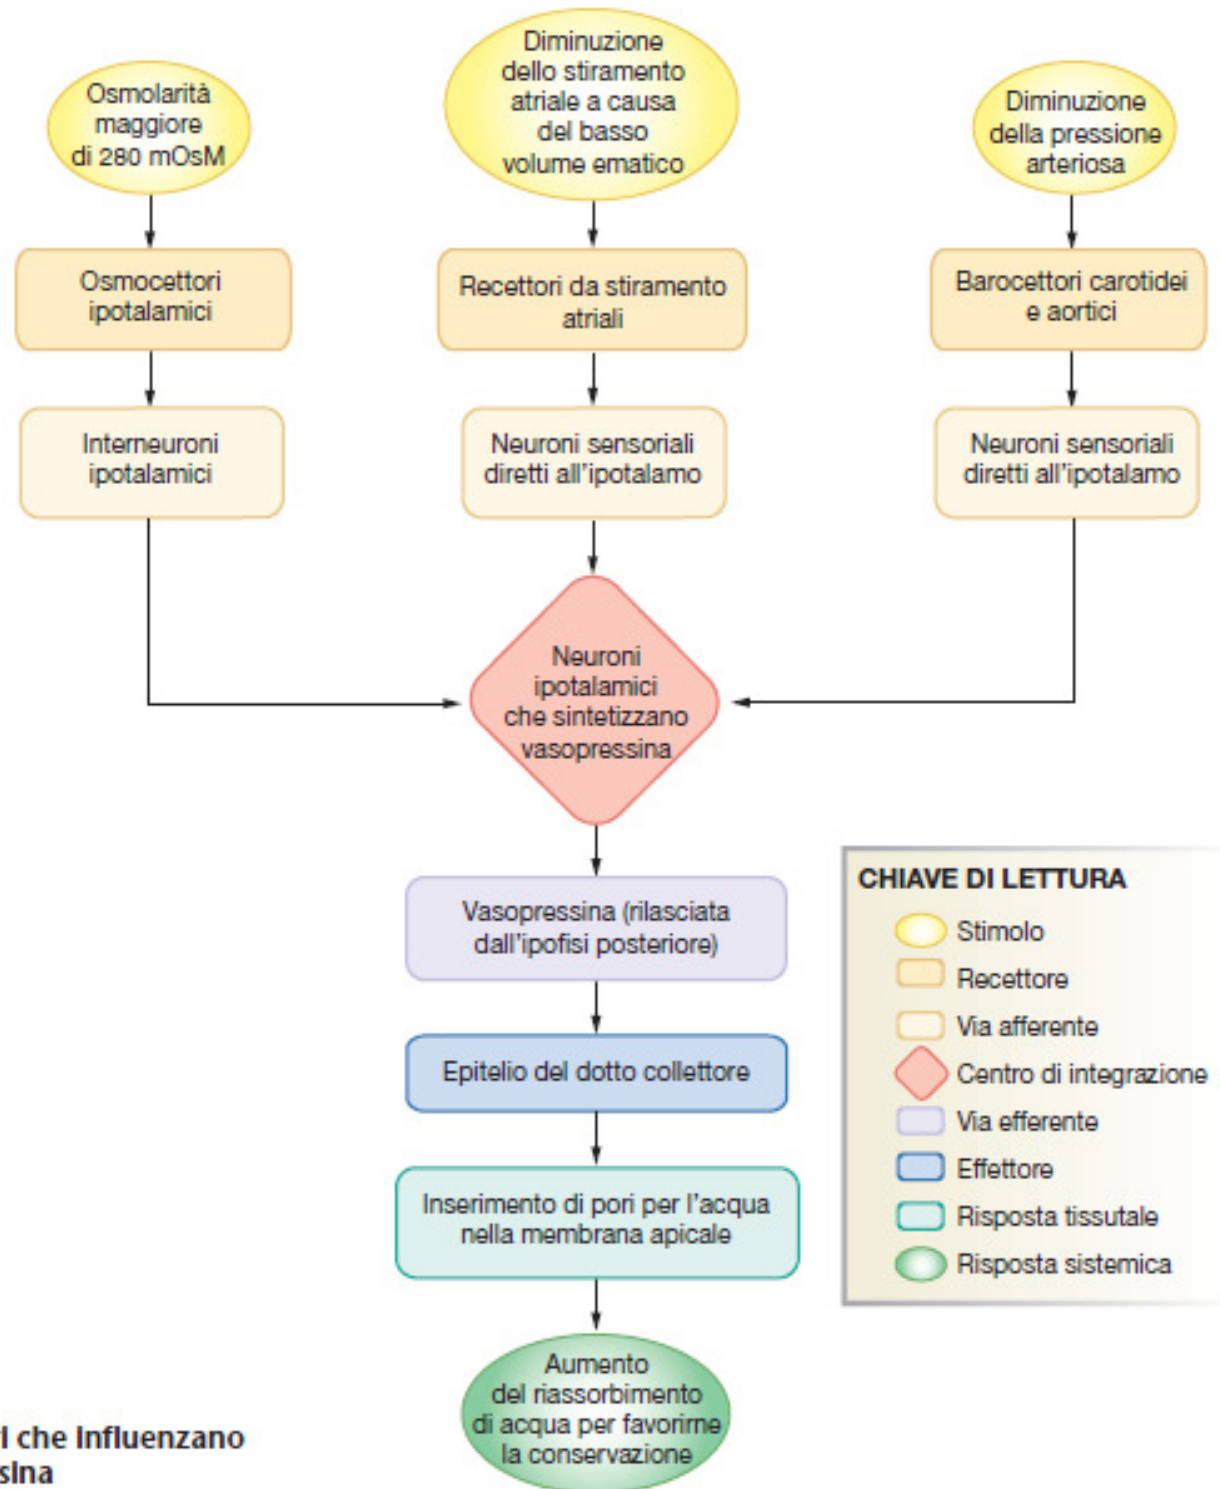 Osmolarità
maggiore
di 280 mOsM
Diminuzione
dello stiramento
atriale a causa
del basso
volume ematico
Diminuzione
della pressione
arteriosa
Osmocettori
ipotalamici
Recettori da stiramento
atriali
Barocettori carotidei
e aortici
Interneuroni
ipotalamici
Neuroni sensoriali
diretti all'ipotalamo
Neuroni sensoriali
diretti all'ipotalamo
Neuroni
ipotalamici
che sintetizzano
vasopressina
Vasopressina (rilasciata
dall'ipofisi posteriore)
Epitelio del dotto collettore
Inserimento di pori per l'acqua
nella membrana apicale
Aumento
del riassorbimento
di acqua per favorirne
la conservazione
CHIAVE DI LETTURA
Stimolo
Recettore
Via afferente
Centro di integrazione
Via efferente
Effettore
Risposta tissutale
Risposta sistemica
che influenzano